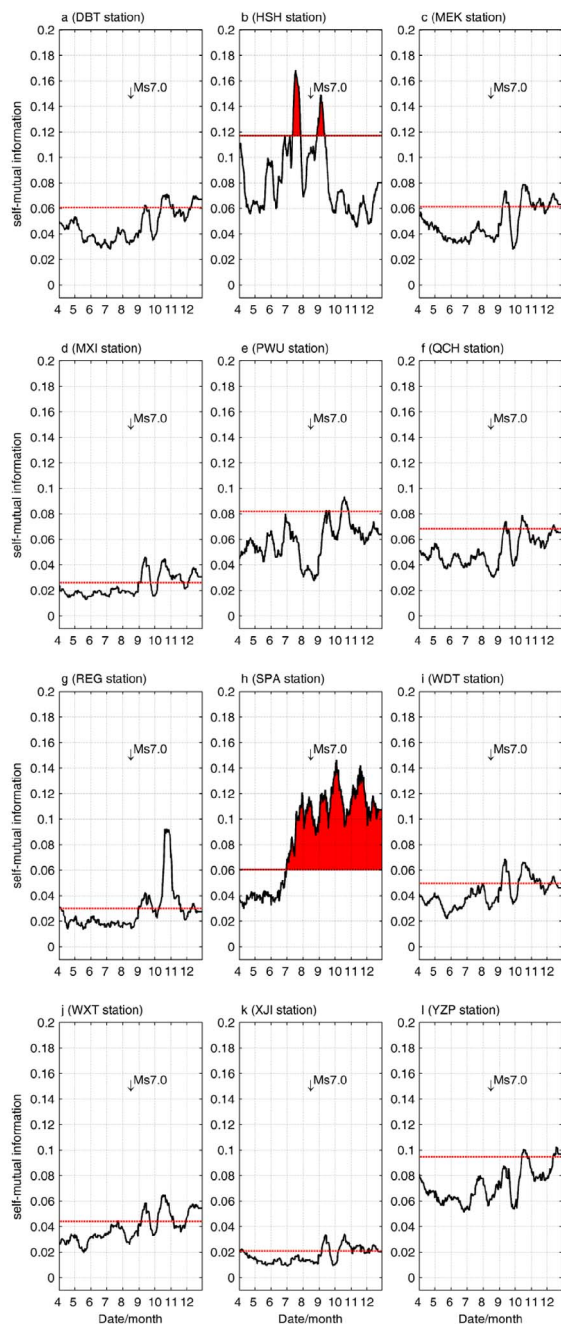 a (DBT station) b (HSH station) c (MEK station)
0.2
0.18
0.16
↓Ms7.0 ↓Ms7.0 ↓Ms7.0
0.14
0.12
0.1
0.08
0.06
0.04
0.02
0
self-mutual information
4 5 6 7 8 9 10 11 12 4 5 6 7 8 9 10 11 12 4 5 6 7 8 9 10 11 12
d (MXI station) e (PWU station) f (QCH station)
0.2
0.18
0.16
↓Ms7.0 ↓Ms7.0 ↓Ms7.0
0.14
0.12
0.1
0.08
0.06
0.04
0.02
0
self-mutual information
4 5 6 7 8 9 10 11 12 4 5 6 7 8 9 10 11 12 4 5 6 7 8 9 10 11 12
g (REG station) h (SPA station) i (WDT station)
0.2
0.18
0.16
↓Ms7.0 ↓Ms7.0 ↓Ms7.0
0.14
0.12
0.1
0.08
0.06
0.04
0.02
0
self-mutual information
4 5 6 7 8 9 10 11 12 4 5 6 7 8 9 10 11 12 4 5 6 7 8 9 10 11 12
j (WXT station) k (XJI station) l (YZP station)
0.2
0.18
0.16
↓Ms7.0 ↓Ms7.0 ↓Ms7.0
0.14
0.12
0.1
0.08
0.06
0.04
0.02
0
self-mutual information
4 5 6 7 8 9 10 11 12 4 5 6 7 8 9 10 11 12 4 5 6 7 8 9 10 11 12
Date/month Date/month Date/month